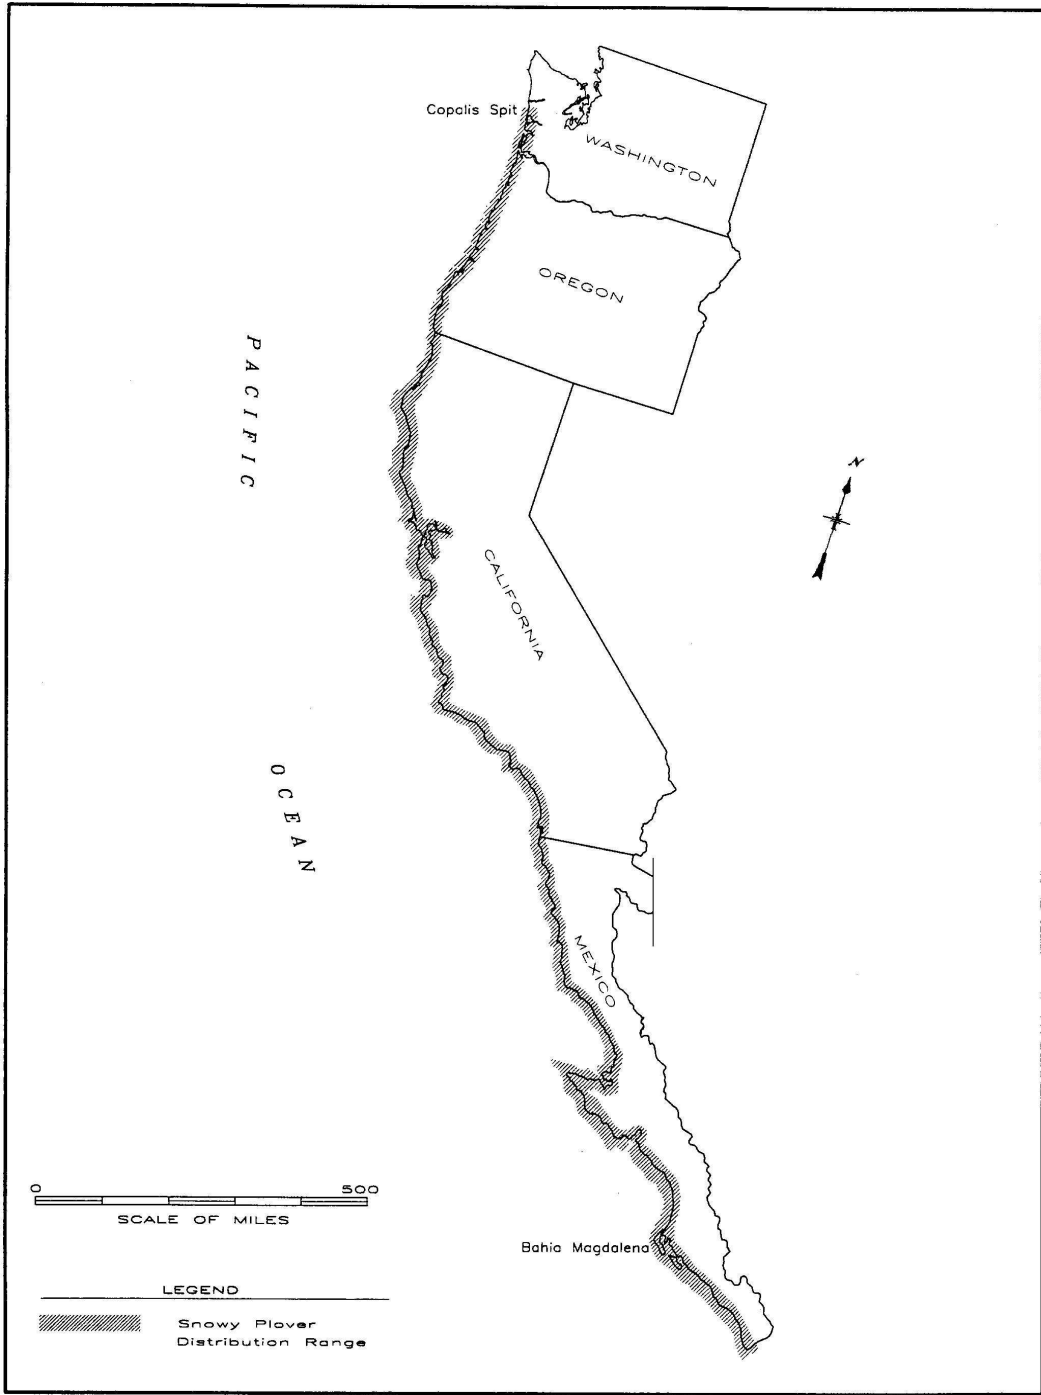 Copalis Spit
WASHINGTON
OREGON
PACIFIC
N
CALIFORNIA
OCEAN
MEXICO
0 500
SCALE OF MILES
Bahia Magdalena
LEGEND
Snowy Plover
Distribution Range